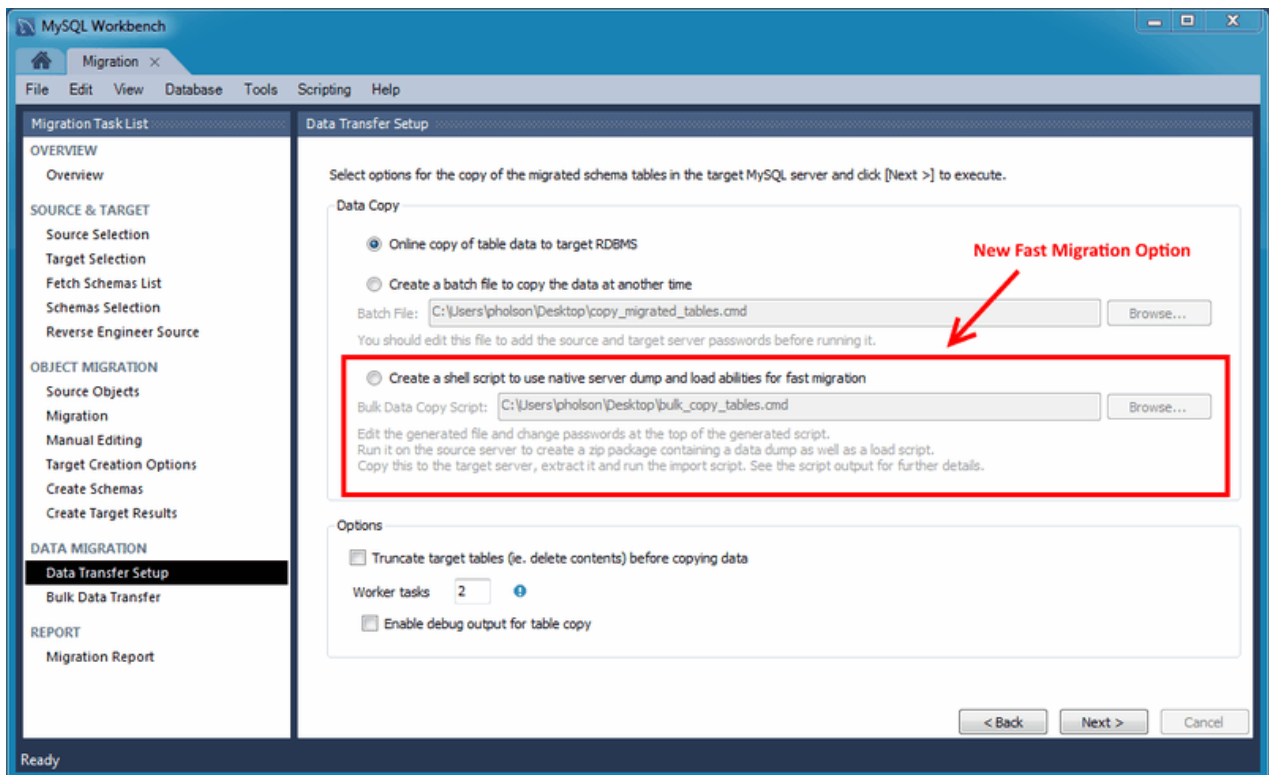 MySQL Workbench
Migration
File Edit View Database Tools Scripting Help
Migration Task List
OVERVIEW
Overview
SOURCE & TARGET
Source Selection
Target Selection
Fetch Schemas List
Schemas Selection
Reverse Engineer Source
OBJECT MIGRATION
Source Objects
Migration
Manual Editing
Target Creation Options
Create Schemas
Create Target Results
DATA MIGRATION
Data Transfer Setup
Bulk Data Transfer
REPORT
Migration Report
Data Transfer Setup
Select options for the copy of the migrated schema tables in the target MySQL server and click [Next >] to execute.
Data Copy
Online copy of table data to target RDBMS
New Fast Migration Option
Create a batch file to copy the data at another time
Batch File: C:\Users\pholson\Desktop\copy_migrated_tables.cmd Browse...
You should edit this file to add the source and target server passwords before running it.
Create a shell script to use native server dump and load abilities for fast migration
Bulk Data Copy Script: C:\Users\pholson\Desktop\bulk_copy_tables.cmd Browse...
Edit the generated file and change passwords at the top of the generated script.
Run it on the source server to create a zip package containing a data dump as well as a load script.
Copy this to the target server, extract it and run the import script. See the script output for further details.
Options
Truncate target tables (ie. delete contents) before copying data
Worker tasks 2
Enable debug output for table copy
< Back Next > Cancel
Ready